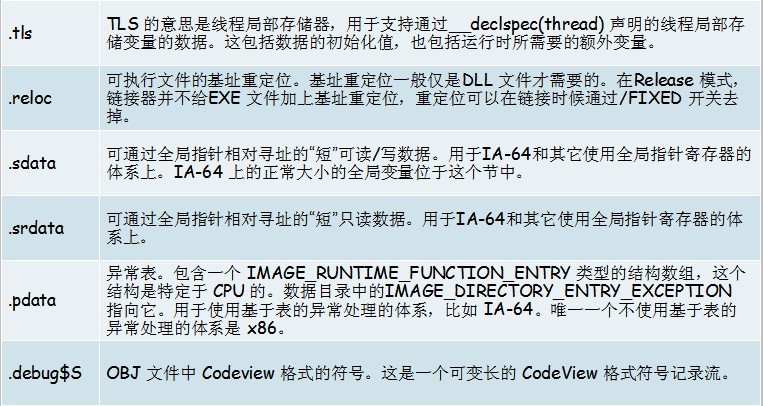 .tls
TLS 的意思是线程局部存储器，用于支持通过__declspec(thread) 声明的线程局部存
储变量的数据。这包括数据的初始化值，也包括运行时所需要的额外变量。
.reloc
可执行文件的基址重定位。基址重定位一般仅是DLL 文件才需要的。在Release 模式，
链接器并不给EXE 文件加上基址重定位，重定位可以在链接时候通过/FIXED 开关去
掉。
.sdata
可通过全局指针相对寻址的“短”可读/写数据。用于IA-64和其它使用全局指针寄存器的
体系上。IA-64 上的正常大小的全局变量位于这个节中。
.srdata
可通过全局指针相对寻址的“短”只读数据。用于IA-64和其它使用全局指针寄存器的体
系上。
.pdata
异常表。包含一个 IMAGE_RUNTIME_FUNCTION_ENTRY 类型的结构数组，这个
结构是特定于 CPU 的。数据目录中的IMAGE_DIRECTORY_ENTRY_EXCEPTION
指向它。用于使用基于表的异常处理的体系，比如 IA-64。唯一一个不使用基于表的
异常处理的体系是 x86。
.debug$S
OBJ 文件中 Codeview 格式的符号。这是一个可变长的 CodeView 格式符号记录流。